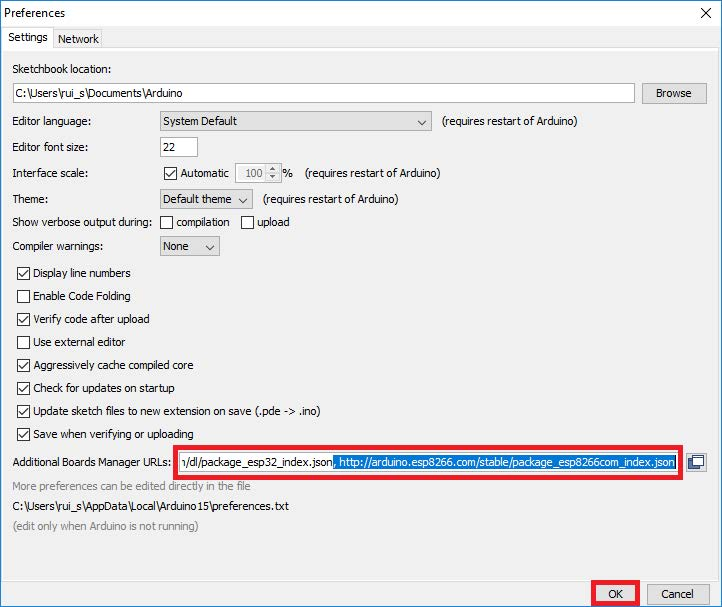 Preferences
Settings Network
Sketchbook location:
C:\Users\rui_s\Documents\Arduino Browse
Editor language: System Default (requires restart of Arduino)
Editor font size: 22
Interface scale: Automatic 100 % (requires restart of Arduino)
Theme: Default theme (requires restart of Arduino)
Show verbose output during: compilation upload
Compiler warnings: None
Display line numbers
Enable Code Folding
Verify code after upload
Use external editor
Aggressively cache compiled core
Check for updates on startup
Update sketch files to new extension on save (.pde -> .ino)
Save when verifying or uploading
Additional Boards Manager URLs: /dl/package_esp32_index.json, http://arduino.esp8266.com/stable/package_esp8266com_index.json
More preferences can be edited directly in the file
C:\Users\rui_s\AppData\Local\Arduino15\preferences.txt
(edit only when Arduino is not running)
OK Cancel